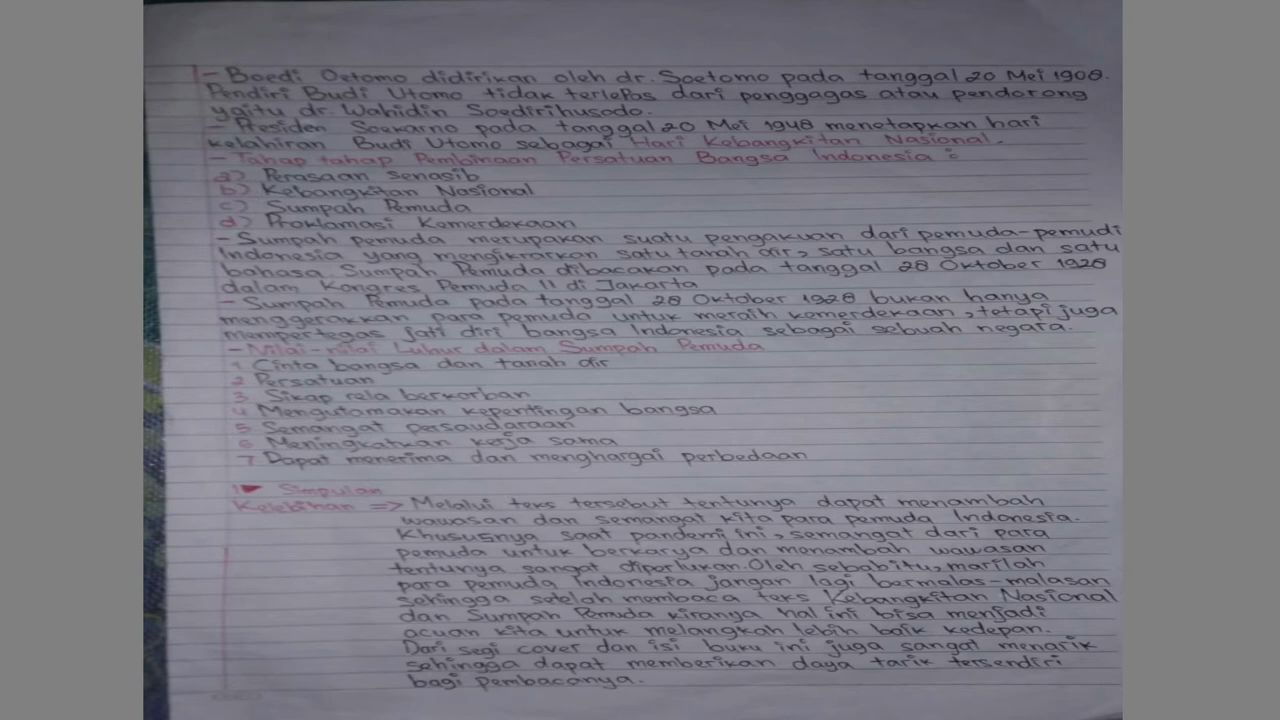 - Boedi Oetomo didirikan oleh dr. Soetomo pada tanggal 20 Mei 1908.
Pendiri Budi Utomo tidak terlepas dari penggagas atau pendorong
yaitu dr. Wahidin Soedirihusodo.
- Presiden Soekarno pada tanggal 20 Mei 1948 menetapkan hari
kelahiran Budi Utomo sebagai Hari Kebangkitan Nasional.
- Tahap tahap Pembinaan Persatuan Bangsa Indonesia :
a) Perasaan senasib
b) Kebangkitan Nasional
c) Sumpah Pemuda
d) Proklamasi Kemerdekaan
- Sumpah pemuda merupakan suatu pengakuan dari pemuda-pemudi
Indonesia yang mengikrarkan satu tanah air, satu bangsa dan satu
bahasa Sumpah Pemuda dibacakan pada tanggal 28 Oktober 1928
dalam Kongres Pemuda II di Jakarta
- Sumpah Pemuda pada tanggal 28 Oktober 1928 bukan hanya
menggerakkan para pemuda untuk meraih kemerdekaan, tetapi juga
mempertegas jati diri bangsa Indonesia sebagai sebuah negara.
- Nilai-nilai Luhur dalam Sumpah Pemuda
1 Cinta bangsa dan tanah air
2 Persatuan
3 Sikap rela berkorban
4 Mengutamakan kepentingan bangsa
5 Semangat persaudaraan
6 Meningkatkan kerja sama
7 Dapat menerima dan menghargai perbedaan
Simpulan
Kelebihan => Melalui teks tersebut tentunya dapat menambah
wawasan dan semangat kita para pemuda Indonesia.
Khususnya saat pandemi ini, semangat dari para
pemuda untuk berkarya dan menambah wawasan
tentunya sangat diperlukan. Oleh sebab itu, marilah
para pemuda Indonesia jangan lagi bermalas-malasan
sehingga setelah membaca teks Kebangkitan Nasional
dan Sumpah Pemuda kiranya hal ini bisa menjadi
acuan kita untuk melangkah lebih baik kedepan.
Dari segi cover dan isi buku ini juga sangat menarik
sehingga dapat memberikan daya tarik tersendiri
bagi pembacanya.